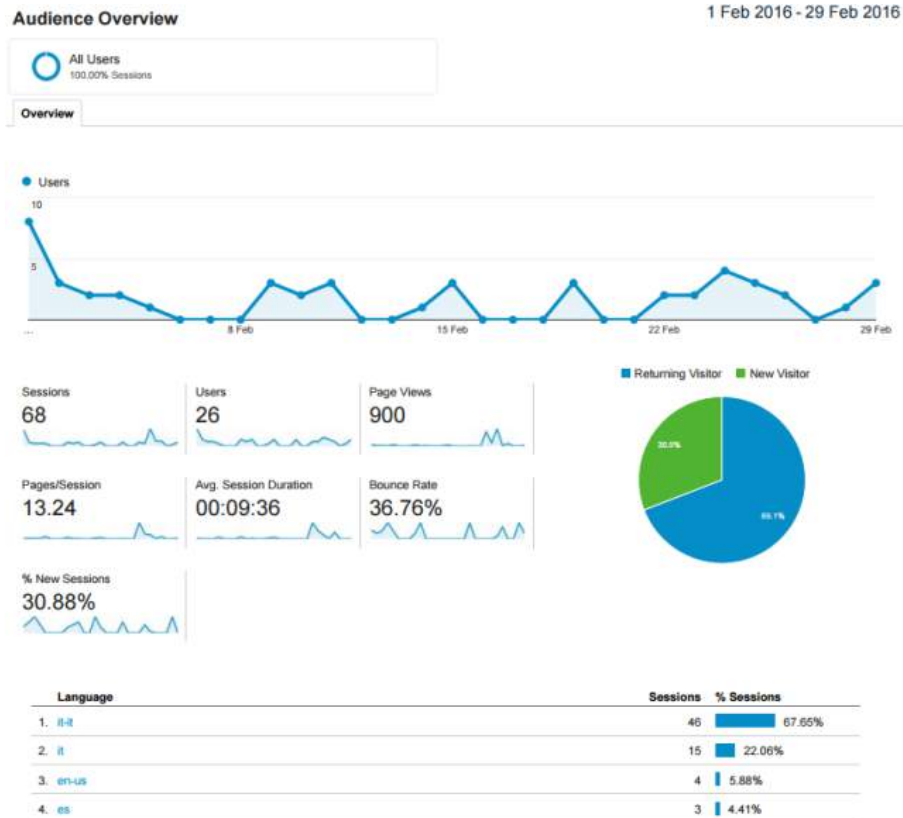 Audience Overview
1 Feb 2016 - 29 Feb 2016
All Users
100.00% Sessions
Overview
Users
10
5
...
8 Feb
15 Feb
22 Feb
29 Feb
Returning Visitor
New Visitor
Sessions
68
Users
26
Page Views
900
Pages/Session
13.24
Avg. Session Duration
00:09:36
Bounce Rate
36.76%
% New Sessions
30.88%
69.1%
Language Sessions % Sessions
1. it-it 46 67.65%
2. it 15 22.06%
3. en-us 4 5.88%
4. es 3 4.41%